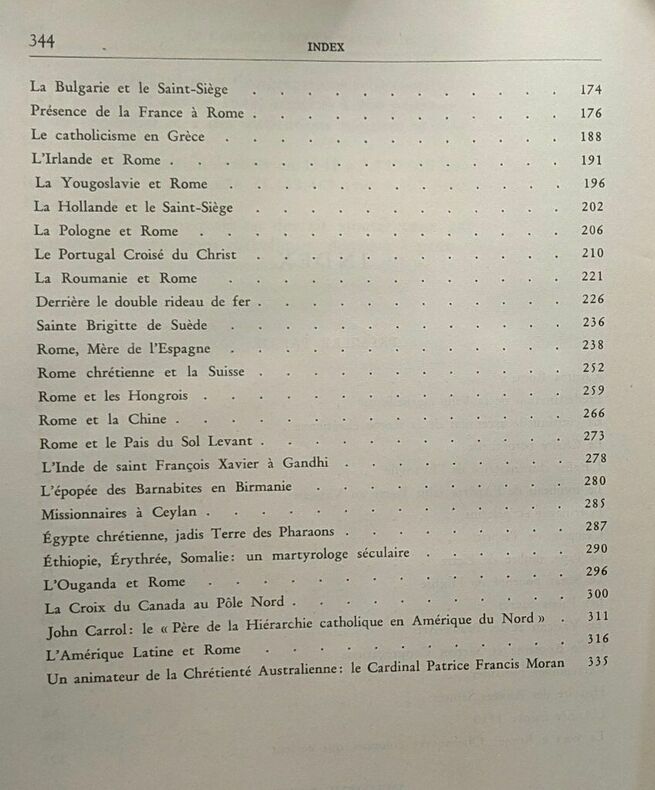 344
INDEX
La Bulgarie et le Saint-Siège . . . . . . . . . . . . 174
Présence de la France à Rome . . . . . . . . . . . . 176
Le catholicisme en Grèce . . . . . . . . . . . . . 188
L'Irlande et Rome . . . . . . . . . . . . . . . 191
La Yougoslavie et Rome . . . . . . . . . . . . . 196
La Hollande et le Saint-Siège . . . . . . . . . . . . 202
La Pologne et Rome . . . . . . . . . . . . . . 206
Le Portugal Croisé du Christ . . . . . . . . . . . . 210
La Roumanie et Rome . . . . . . . . . . . . . 221
Derrière le double rideau de fer . . . . . . . . . . . . 226
Sainte Brigitte de Suède . . . . . . . . . . . . . 236
Rome, Mère de l'Espagne . . . . . . . . . . . . . 238
Rome chrétienne et la Suisse . . . . . . . . . . . . 252
Rome et les Hongrois . . . . . . . . . . . . . . 259
Rome et la Chine . . . . . . . . . . . . . . . 266
Rome et le Pais du Sol Levant . . . . . . . . . . . . 273
L'Inde de saint François Xavier à Gandhi . . . . . . . . . 278
L'épopée des Barnabites en Birmanie . . . . . . . . . 280
Missionnaires à Ceylan . . . . . . . . . . . . . . 285
Égypte chrétienne, jadis Terre des Pharaons . . . . . . . . . 287
Éthiopie, Érythrée, Somalie: un martyrologe séculaire . . . . . . 290
L'Ouganda et Rome . . . . . . . . . . . . . 296
La Croix du Canada au Pôle Nord . . . . . . . . . . . 300
John Carrol: le « Père de la Hiérarchie catholique en Amérique du Nord » . 311
L'Amérique Latine et Rome . . . . . . . . . . . . 316
Un animateur de la Chrétienté Australienne: le Cardinal Patrice Francis Moran 335